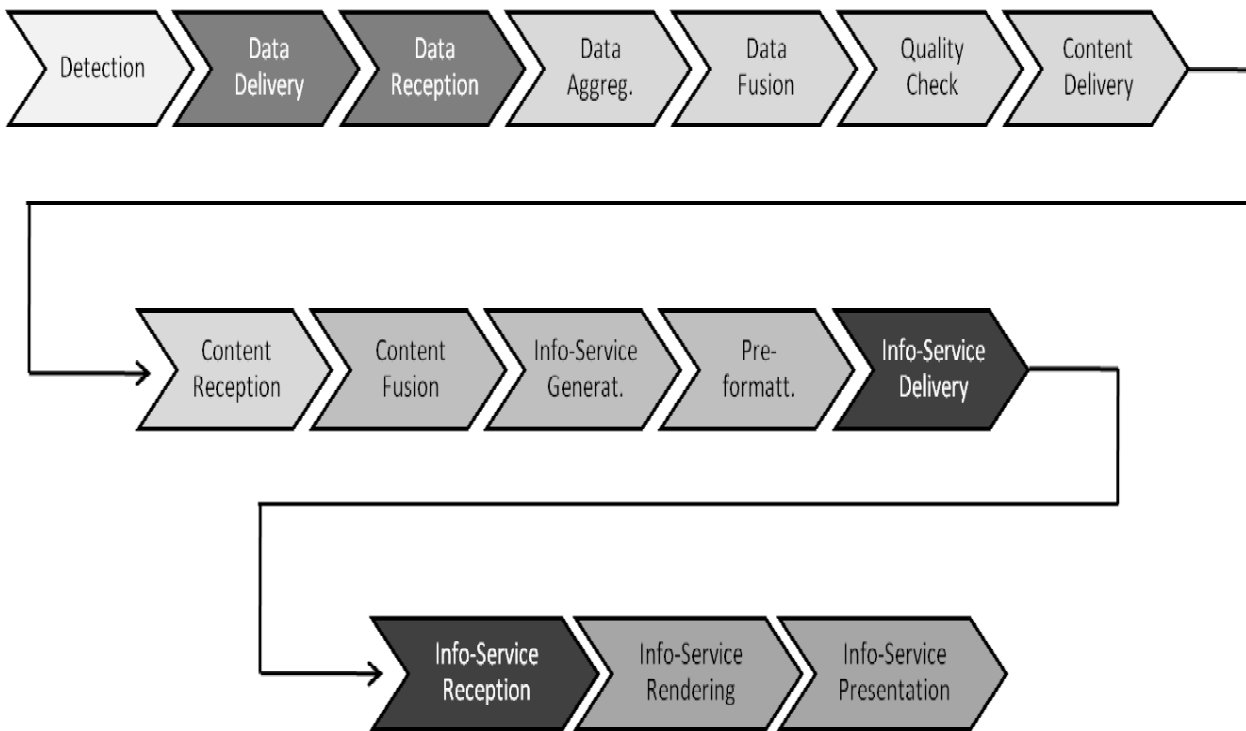 Detection
Data
Delivery
Data
Reception
Data
Aggreg.
Data
Fusion
Quality
Check
Content
Delivery
Content
Reception
Content
Fusion
Info-Service
Generat.
Pre-
formatt.
Info-Service
Delivery
Info-Service
Reception
Info-Service
Rendering
Info-Service
Presentation